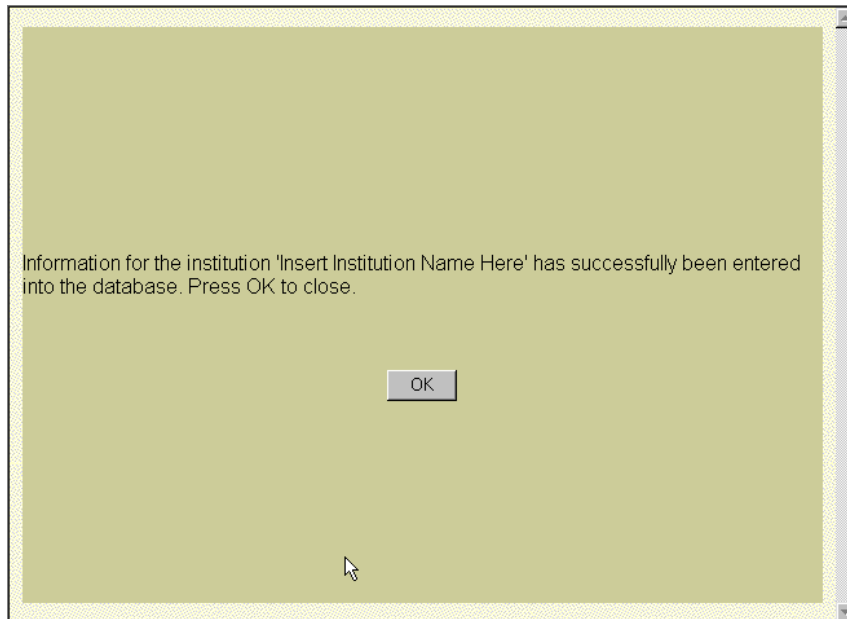 Information for the institution 'Insert Institution Name Here' has successfully been entered
into the database. Press OK to close.
OK